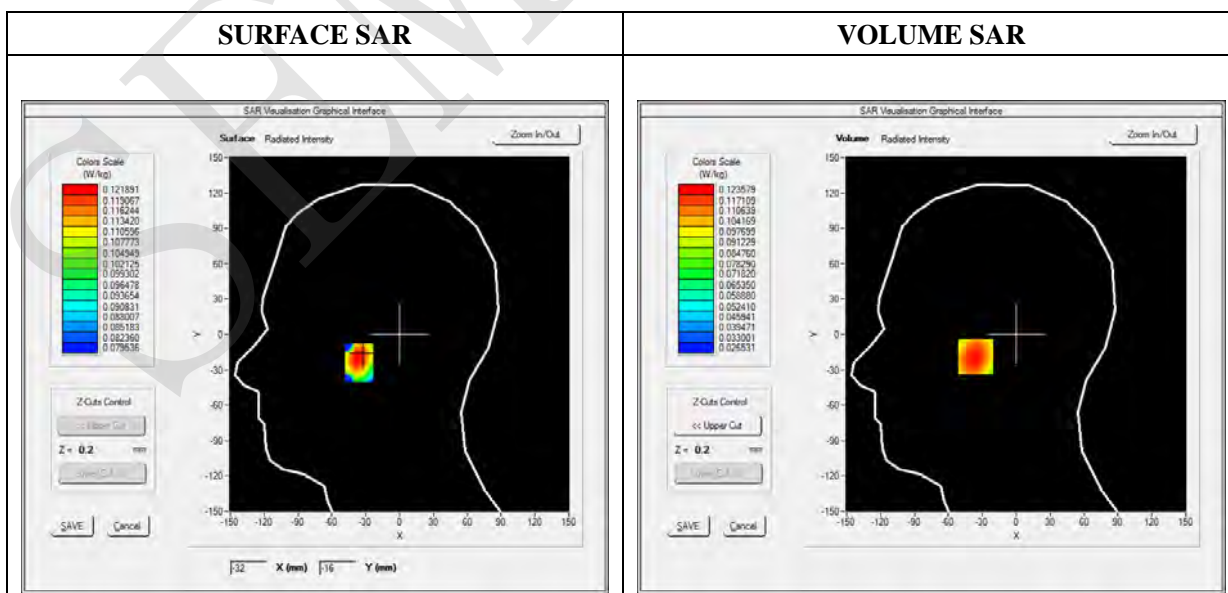 SURFACE SAR
VOLUME SAR
SAR Visualisation Graphical Interface
Surface Radiated Intensity
Zoom In/Out
Colors Scale
(W/kg)
0.121891
0.119067
0.116244
0.113420
0.110596
0.107773
0.104949
0.102125
0.099302
0.096478
0.093654
0.090831
0.088007
0.085183
0.082360
0.079536
150
120
90
60
30
0
-30
-60
-90
-120
-150
Y
-150 -120 -90 -60 -30 0 30 60 90 120 150
X
Z-Cuts Control
<< Upper Cut
Z = 0.2 mm
SAVE
Cancel
-32 X (mm) -16 Y (mm)
SAR Visualisation Graphical Interface
Volume Radiated Intensity
Zoom In/Out
Colors Scale
(W/kg)
0.123579
0.117109
0.110639
0.104169
0.097699
0.091229
0.084760
0.078290
0.071820
0.065350
0.058880
0.052410
0.045941
0.039471
0.033001
0.026531
150
120
90
60
30
0
-30
-60
-90
-120
-150
Y
-150 -120 -90 -60 -30 0 30 60 90 120 150
X
Z-Cuts Control
<< Upper Cut
Z = 0.2 mm
SAVE
Cancel